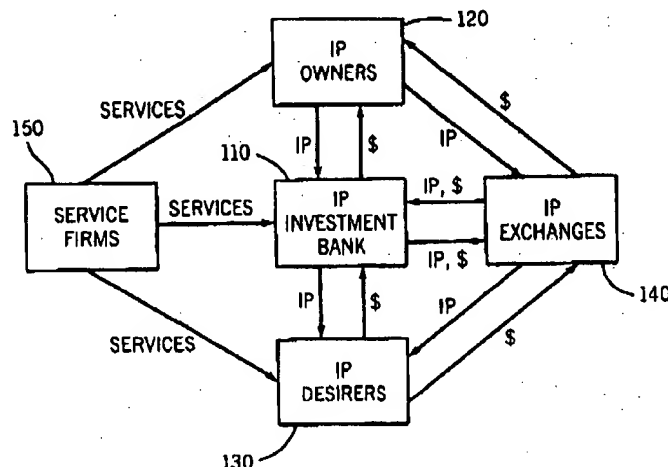 120
IP
OWNERS
$
SERVICES
150
IP
110
IP
$
IP, $
SERVICE
FIRMS
SERVICES
IP
INVESTMENT
BANK
IP
EXCHANGES
IP, $
140
IP
$
IP
$
SERVICES
IP
DESIRERS
130